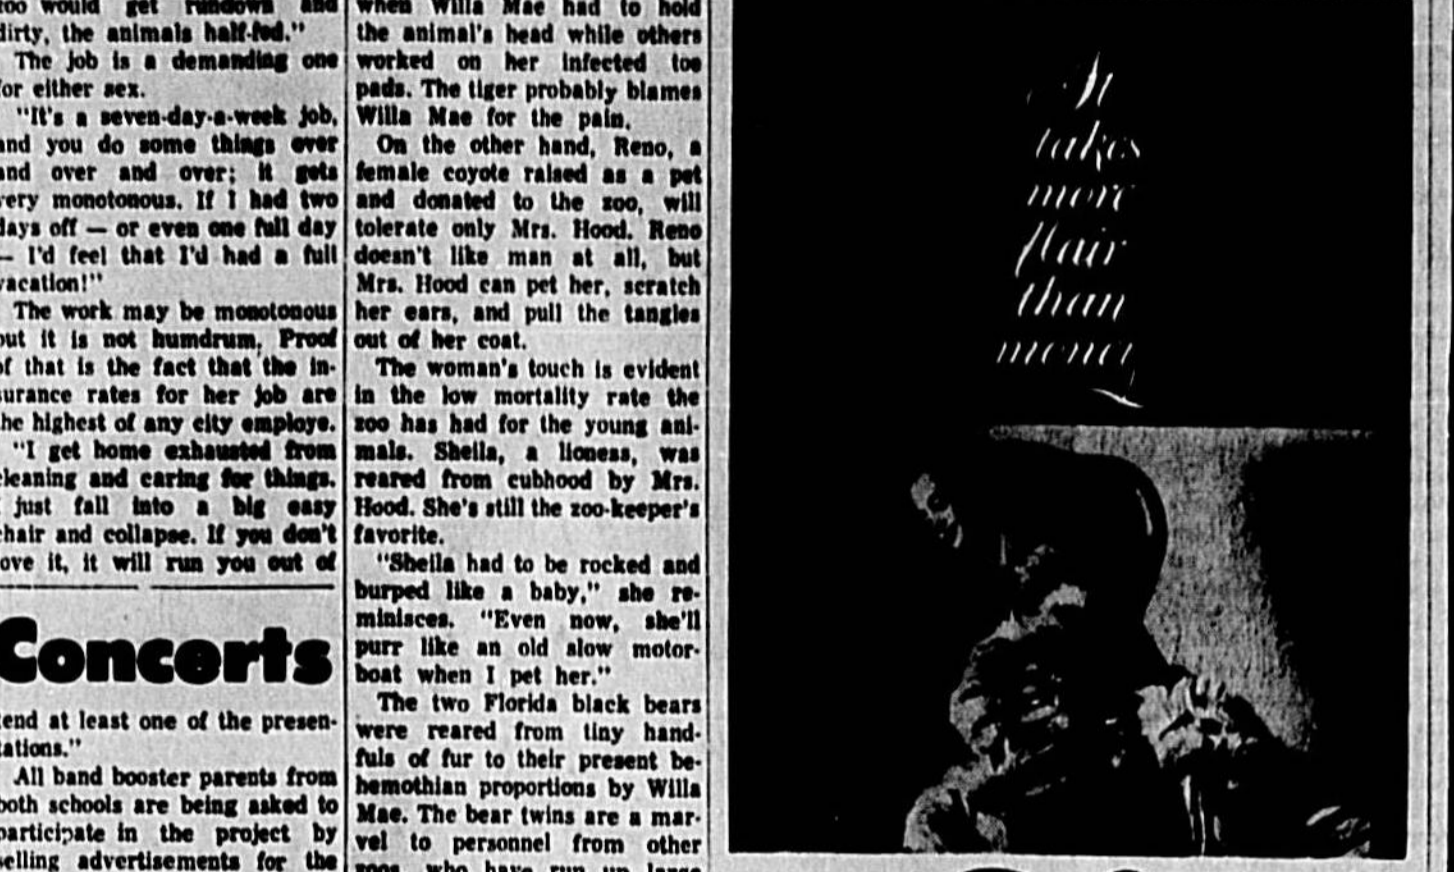 too would get rundown and
dirty, the animals half-fed."
The job is a demanding one
for either sex.
"It's a seven-day-a-week job,
and you do some things over
and over and over; it gets
very monotonous. If I had two
days off — or even one full day
— I'd feel that I'd had a full
vacation!"
The work may be monotonous
but it is not humdrum. Proof
of that is the fact that the in-
surance rates for her job are
the highest of any city employe.
"I get home exhausted from
cleaning and caring for things.
I just fall into a big easy
chair and collapse. If you don't
love it, it will run you out of
Concerts
tend at least one of the presen-
tations."
All band booster parents from
both schools are being asked to
participate in the project by
selling advertisements for the
when Willa Mae had to hold
the animal's head while others
worked on her infected toe
pads. The tiger probably blames
Willa Mae for the pain.
On the other hand, Reno, a
female coyote raised as a pet
and donated to the zoo, will
tolerate only Mrs. Hood. Reno
doesn't like man at all, but
Mrs. Hood can pet her, scratch
her ears, and pull the tangles
out of her coat.
The woman's touch is evident
in the low mortality rate the
zoo has had for the young ani-
mals. Sheila, a lioness, was
reared from cubhood by Mrs.
Hood. She's still the zoo-keeper's
favorite.
"Sheila had to be rocked and
burped like a baby," she re-
minisces. "Even now, she'll
purr like an old slow motor-
boat when I pet her."
The two Florida black bears
were reared from tiny hand-
fuls of fur to their present be-
hemothian proportions by Willa
Mae. The bear twins are a mar-
vel to personnel from other
zoos, who have run up large
It
takes
more
flair
than
money